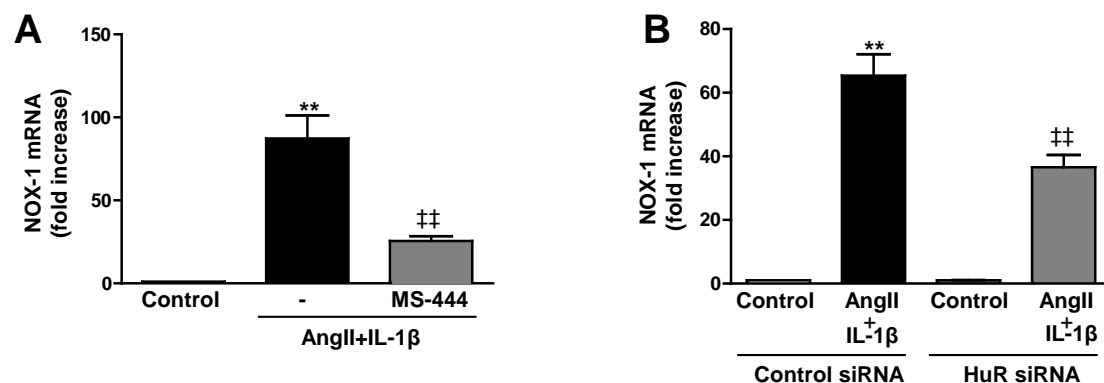 A
NOX-1 mRNA
(fold increase)
150
100
50
0
**
‡‡
Control
-
MS-444
AngII+IL-1β
B
NOX-1 mRNA
(fold increase)
80
60
40
20
0
**
‡‡
Control
AngII
+
IL-1β
Control
AngII
+
IL-1β
Control siRNA
HuR siRNA